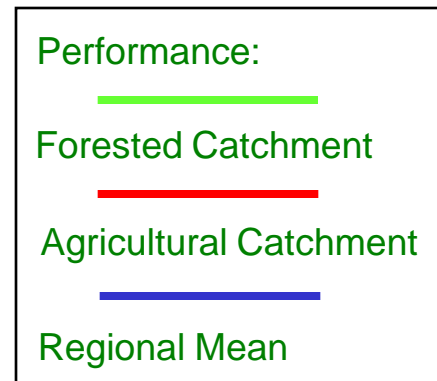 Performance:
Forested Catchment
Agricultural Catchment
Regional Mean